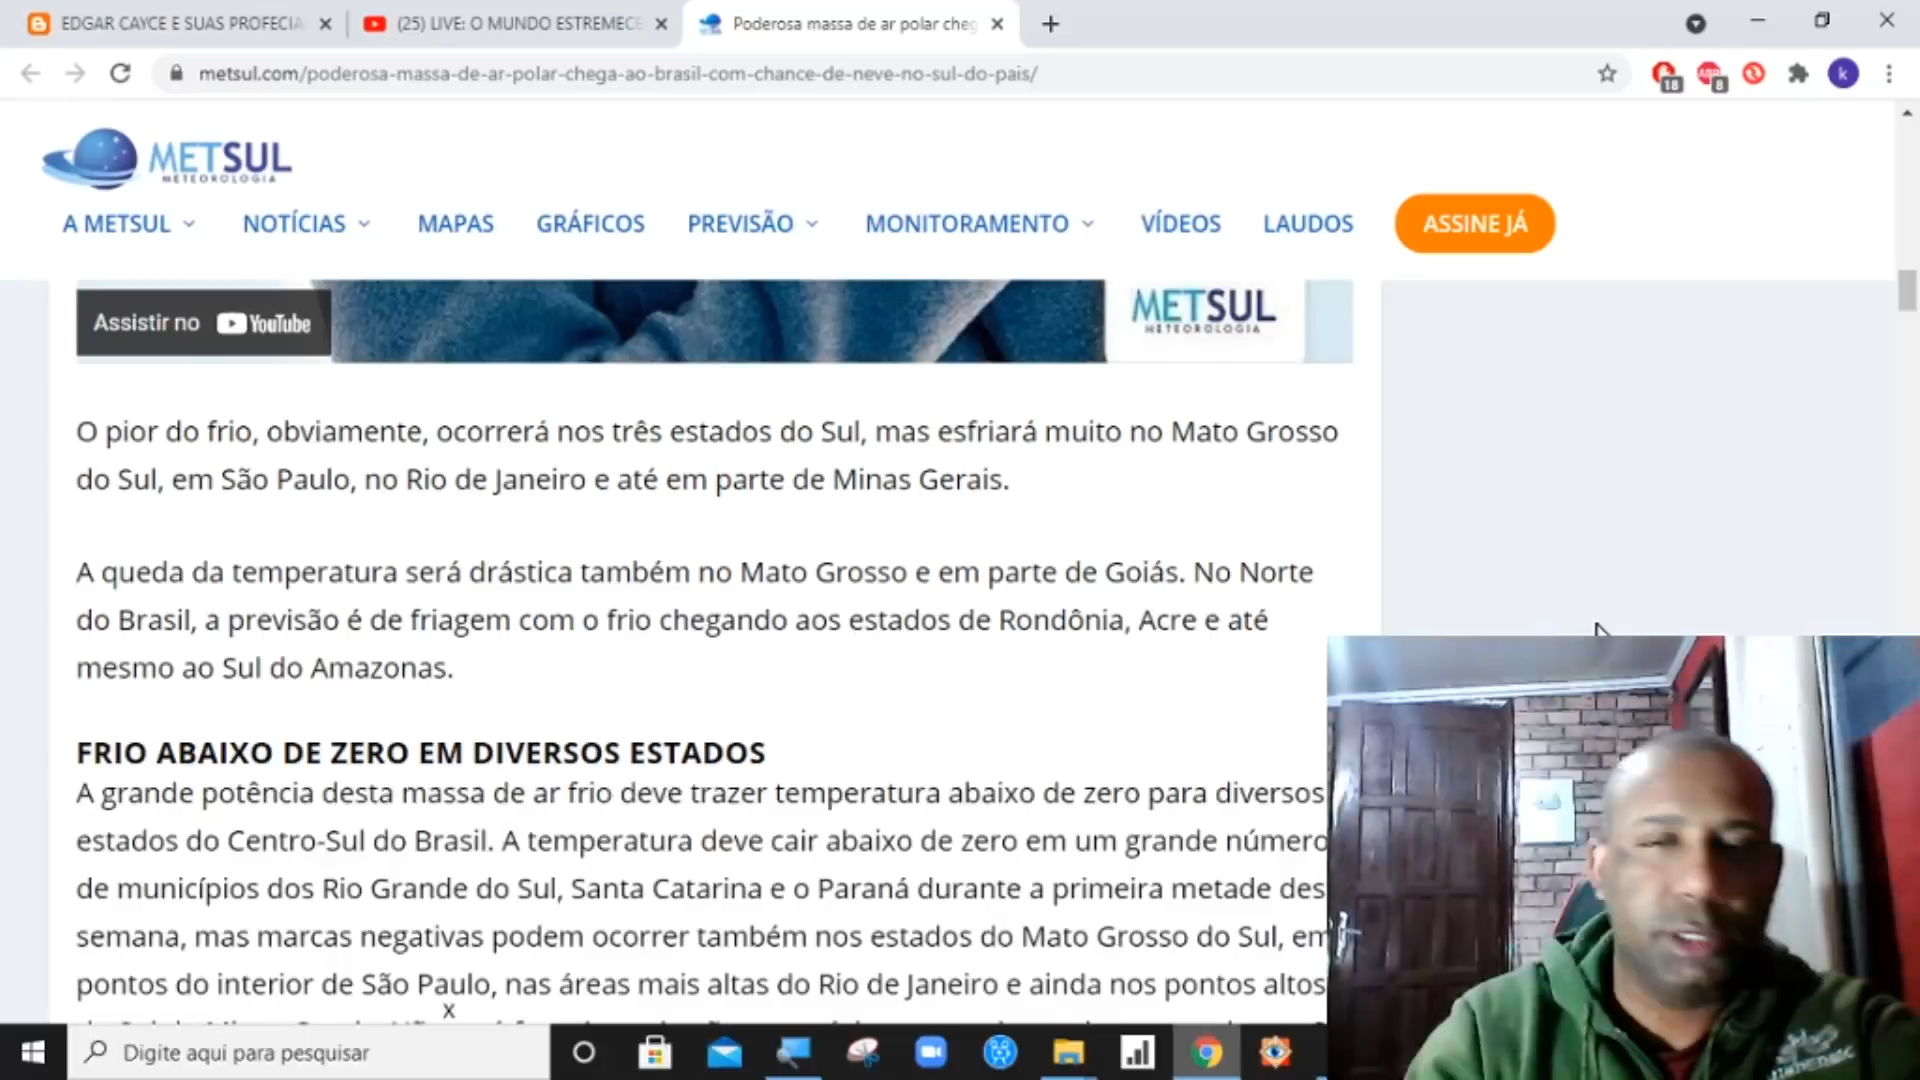 EDGAR CAYCE E SUAS PROFECIA
(25) LIVE: O MUNDO ESTREMECE
Poderosa massa de ar polar cheg
metsul.com/poderosa-massa-de-ar-polar-chega-ao-brasil-com-chance-de-neve-no-sul-do-pais/
18
ABP
8
k
METSUL
METEOROLOGIA
A METSUL
NOTÍCIAS
MAPAS
GRÁFICOS
PREVISÃO
MONITORAMENTO
VÍDEOS
LAUDOS
ASSINE JÁ
Assistir no YouTube
METSUL
METEOROLOGIA
O pior do frio, obviamente, ocorrerá nos três estados do Sul, mas esfriará muito no Mato Grosso
do Sul, em São Paulo, no Rio de Janeiro e até em parte de Minas Gerais.
A queda da temperatura será drástica também no Mato Grosso e em parte de Goiás. No Norte
do Brasil, a previsão é de friagem com o frio chegando aos estados de Rondônia, Acre e até
mesmo ao Sul do Amazonas.
FRIO ABAIXO DE ZERO EM DIVERSOS ESTADOS
A grande potência desta massa de ar frio deve trazer temperatura abaixo de zero para diversos
estados do Centro-Sul do Brasil. A temperatura deve cair abaixo de zero em um grande número
de municípios dos Rio Grande do Sul, Santa Catarina e o Paraná durante a primeira metade des
semana, mas marcas negativas podem ocorrer também nos estados do Mato Grosso do Sul, em
pontos do interior de São Paulo, nas áreas mais altas do Rio de Janeiro e ainda nos pontos altos
x
Digite aqui para pesquisar